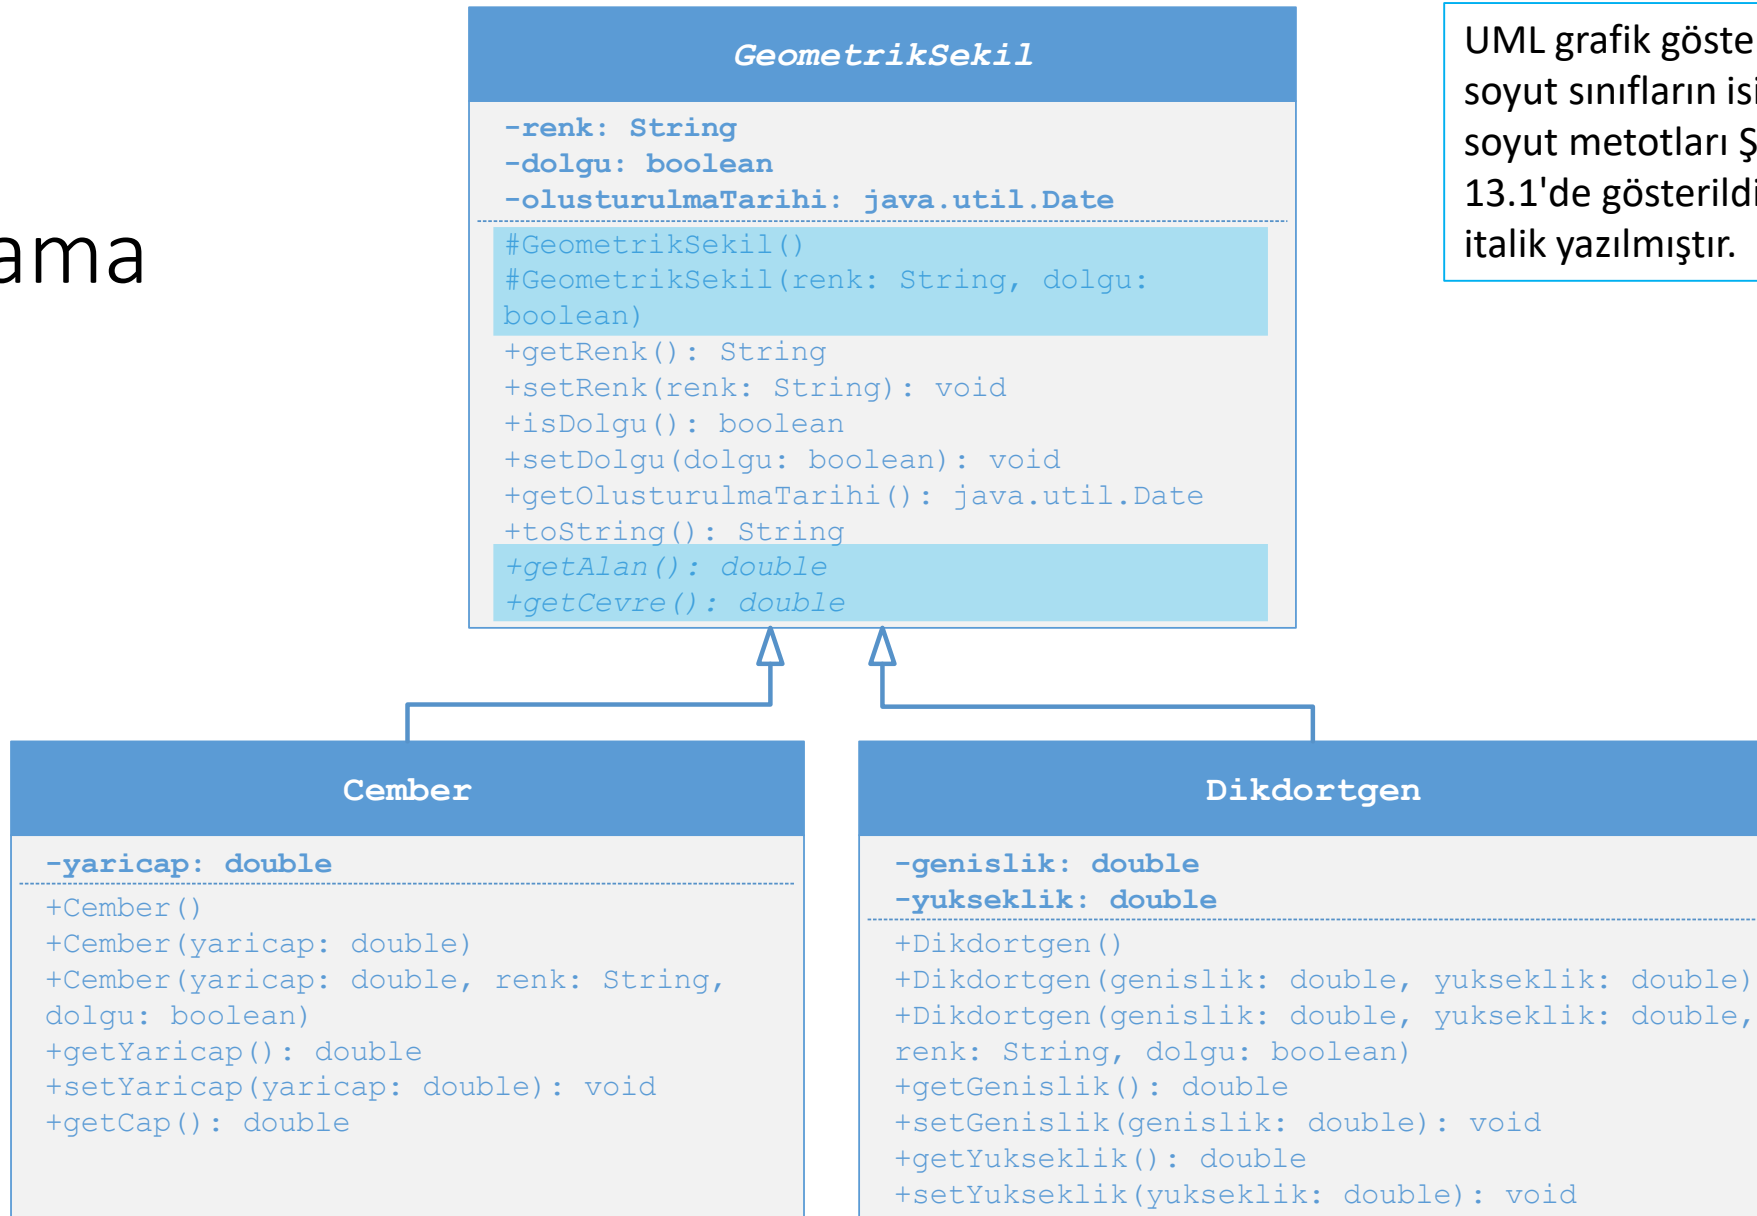 GeometrikSekil
-renk: String
-dolgu: boolean
-olusturulmaTarihi: java.util.Date
#GeometrikSekil()
#GeometrikSekil(renk: String, dolgu:
boolean)
+getRenk(): String
+setRenk(renk: String): void
+isDolgu(): boolean
+setDolgu(dolgu: boolean): void
+getOlusturulmaTarihi(): java.util.Date
+toString(): String
+getAlan(): double
+getCevre(): double
UML grafik göste
soyut sınıfların isi
soyut metotları Ş
13.1'de gösterildi
italik yazılmıştır.
ama
Cember
-yaricap: double
+Cember()
+Cember(yaricap: double)
+Cember(yaricap: double, renk: String,
dolgu: boolean)
+getYaricap(): double
+setYaricap(yaricap: double): void
+getCap(): double
Dikdortgen
-genislik: double
-yukseklik: double
+Dikdortgen()
+Dikdortgen(genislik: double, yukseklik: double)
+Dikdortgen(genislik: double, yukseklik: double,
renk: String, dolgu: boolean)
+getGenislik(): double
+setGenislik(genislik: double): void
+getYukseklik(): double
+setYukseklik(yukseklik: double): void